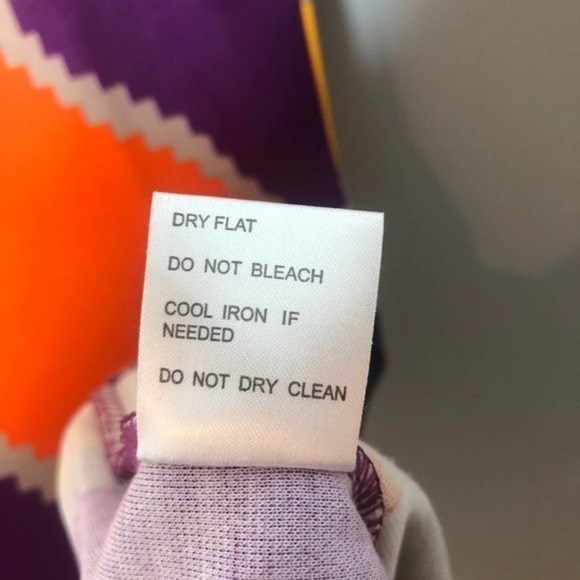 DRY FLAT
DO NOT BLEACH
COOL IRON IF
NEEDED
DO NOT DRY CLEAN